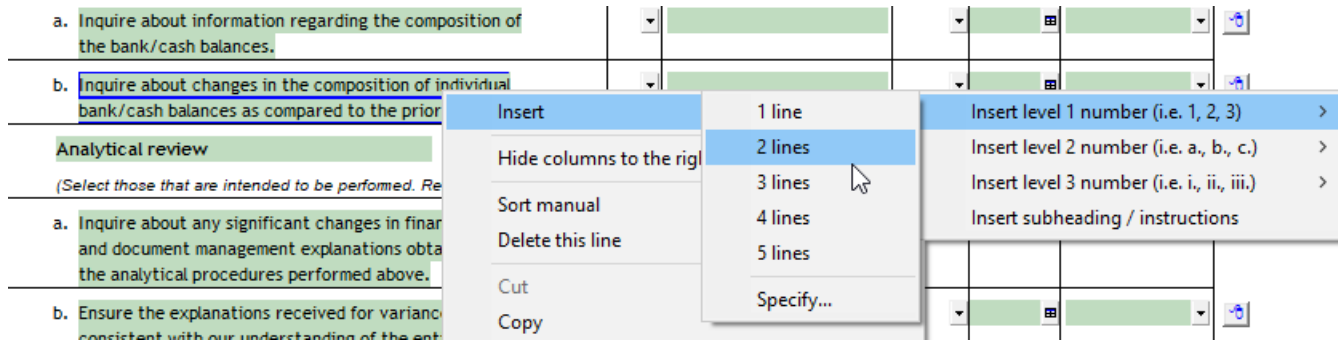 a. Inquire about information regarding the composition of
the bank/cash balances.
b. Inquire about changes in the composition of individual
bank/cash balances as compared to the prior
Analytical review
(Select those that are intended to be performed. Re
a. Inquire about any significant changes in finan
and document management explanations obta
the analytical procedures performed above.
b. Ensure the explanations received for varianc
consistent with our understanding of the ent
Insert
Hide columns to the rig
Sort manual
Delete this line
Cut
Copy
1 line
2 lines
3 lines
4 lines
5 lines
Specify...
Insert level 1 number (i.e. 1, 2, 3)
Insert level 2 number (i.e. a., b., c.)
Insert level 3 number (i.e. i., ii., iii.)
Insert subheading / instructions